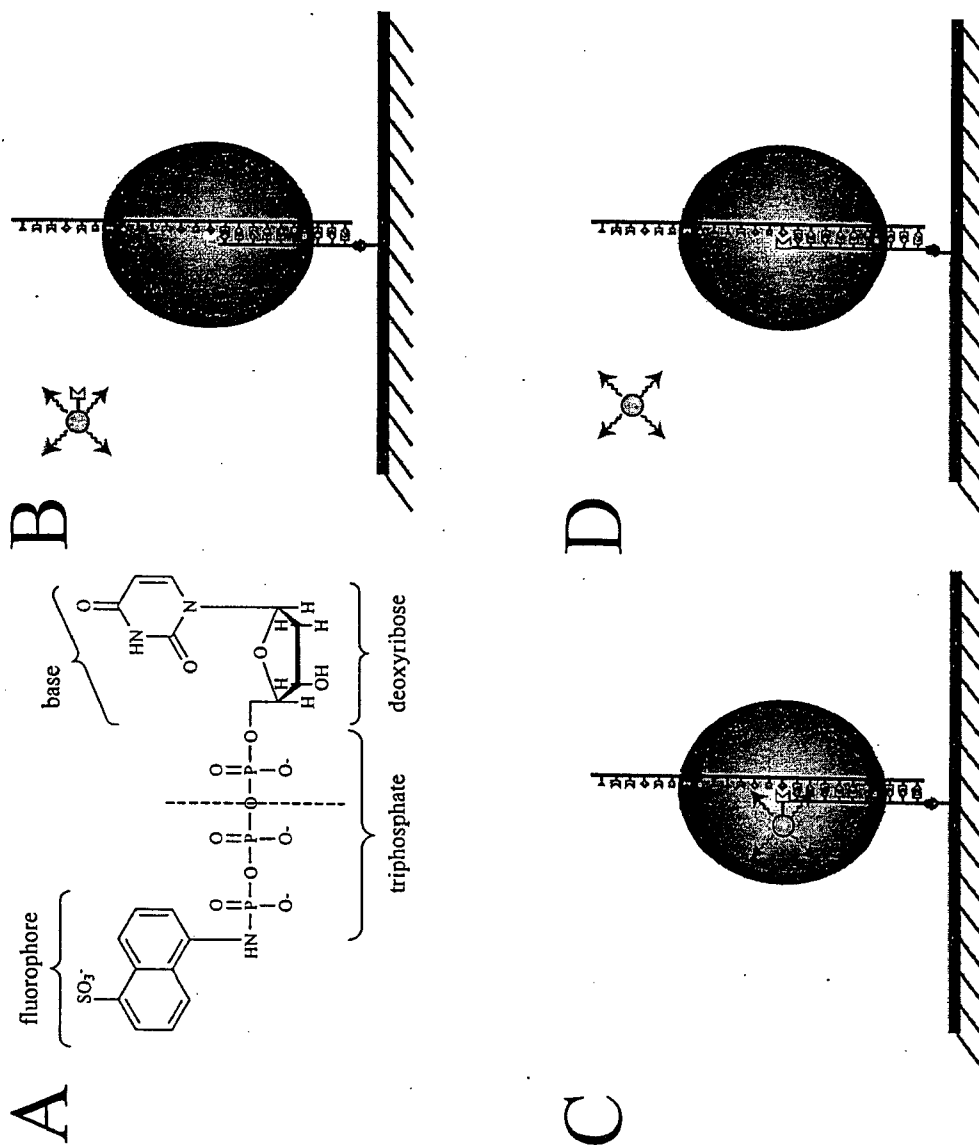 A
fluorophore
SO₃⁻
HN
O
P
O-
O
O
P
O-
O
O
P
O-
O
triphosphate
base
O
HN
O
N
O
H
H
H
H
H
OH
deoxyribose
B
C
D